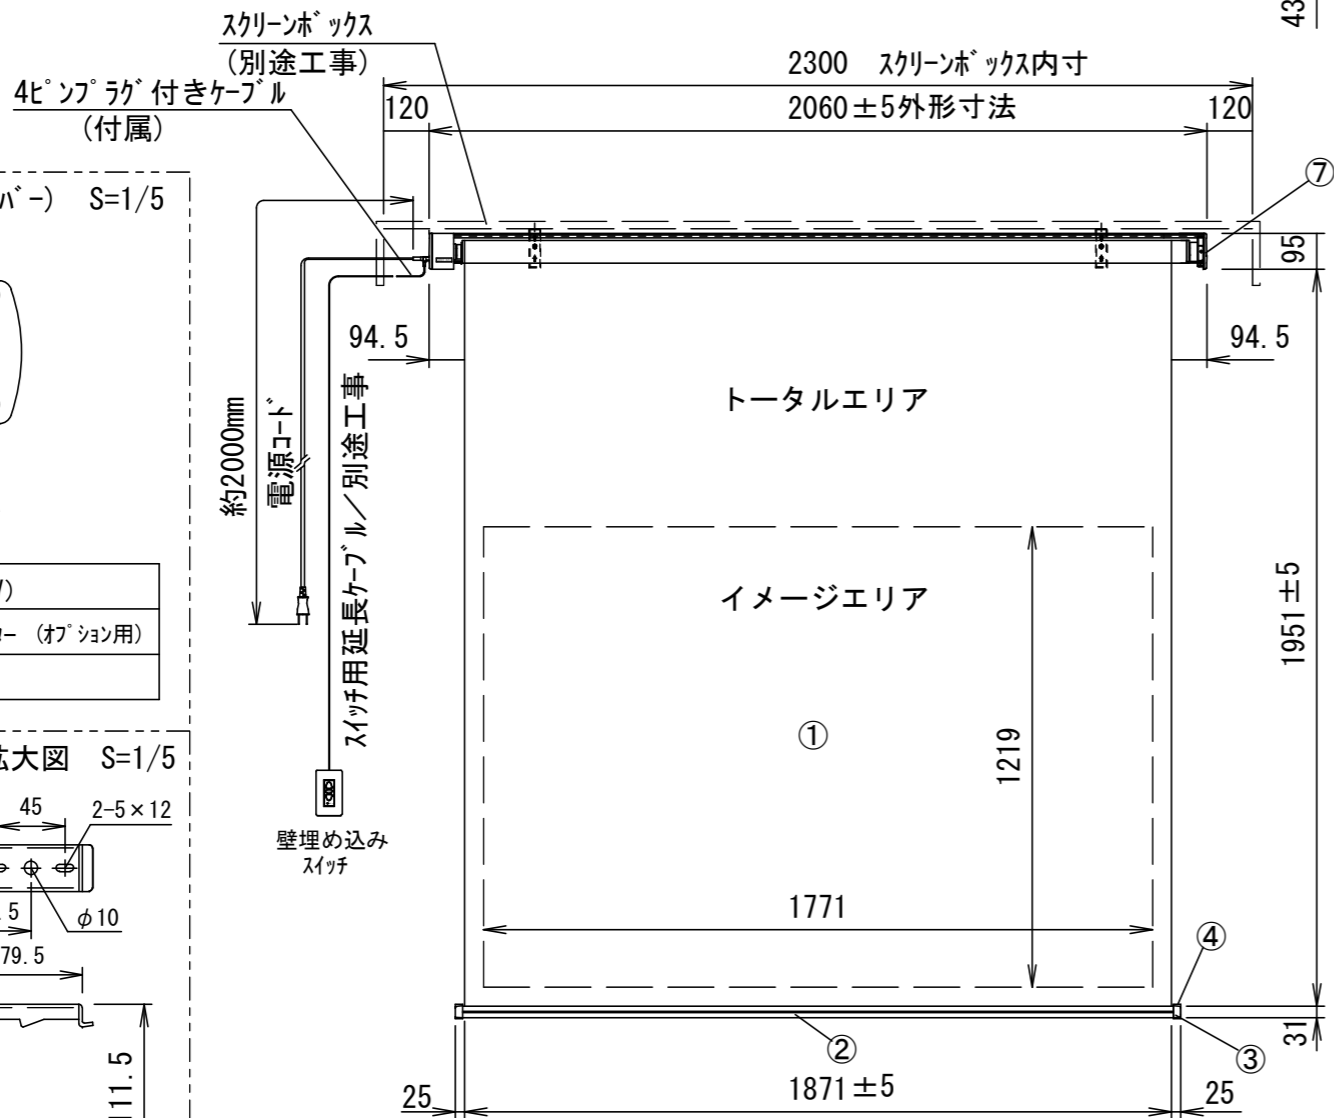 43
スクリーンボックス
(別途工事)
2300 スクリーンボックス内寸
4ピンプラグ付きケーブル
(付属)
120
2060±5外形寸法
120
バー) S=1/5
⑦
95
94.5
94.5
トータルエリア
約2000mm
電源コード
スイッチ用延長ケーブル/別途工事
イメージエリア
1951±5
(オプション用)
①
1219
拡大図 S=1/5
45
2-5×12
壁埋め込み
スイッチ
.5
φ10
1771
79.5
④
②
③
31
111.5
25
1871±5
25